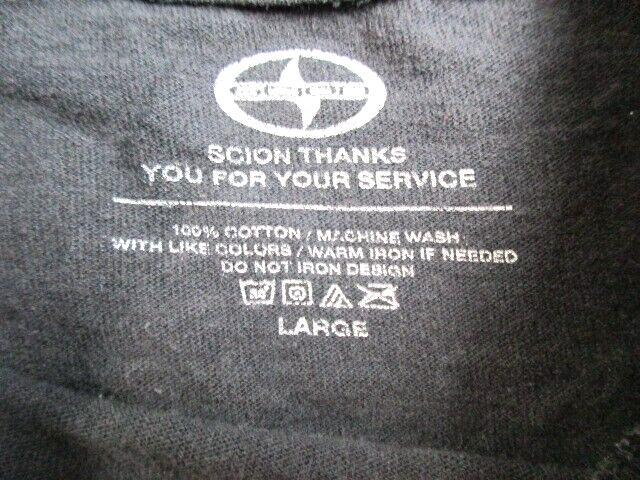 SCION THANKS
YOU FOR YOUR SERVICE
100% COTTON / MACHINE WASH
WITH LIKE COLORS / WARM IRON IF NEEDED
DO NOT IRON DESIGN
LARGE